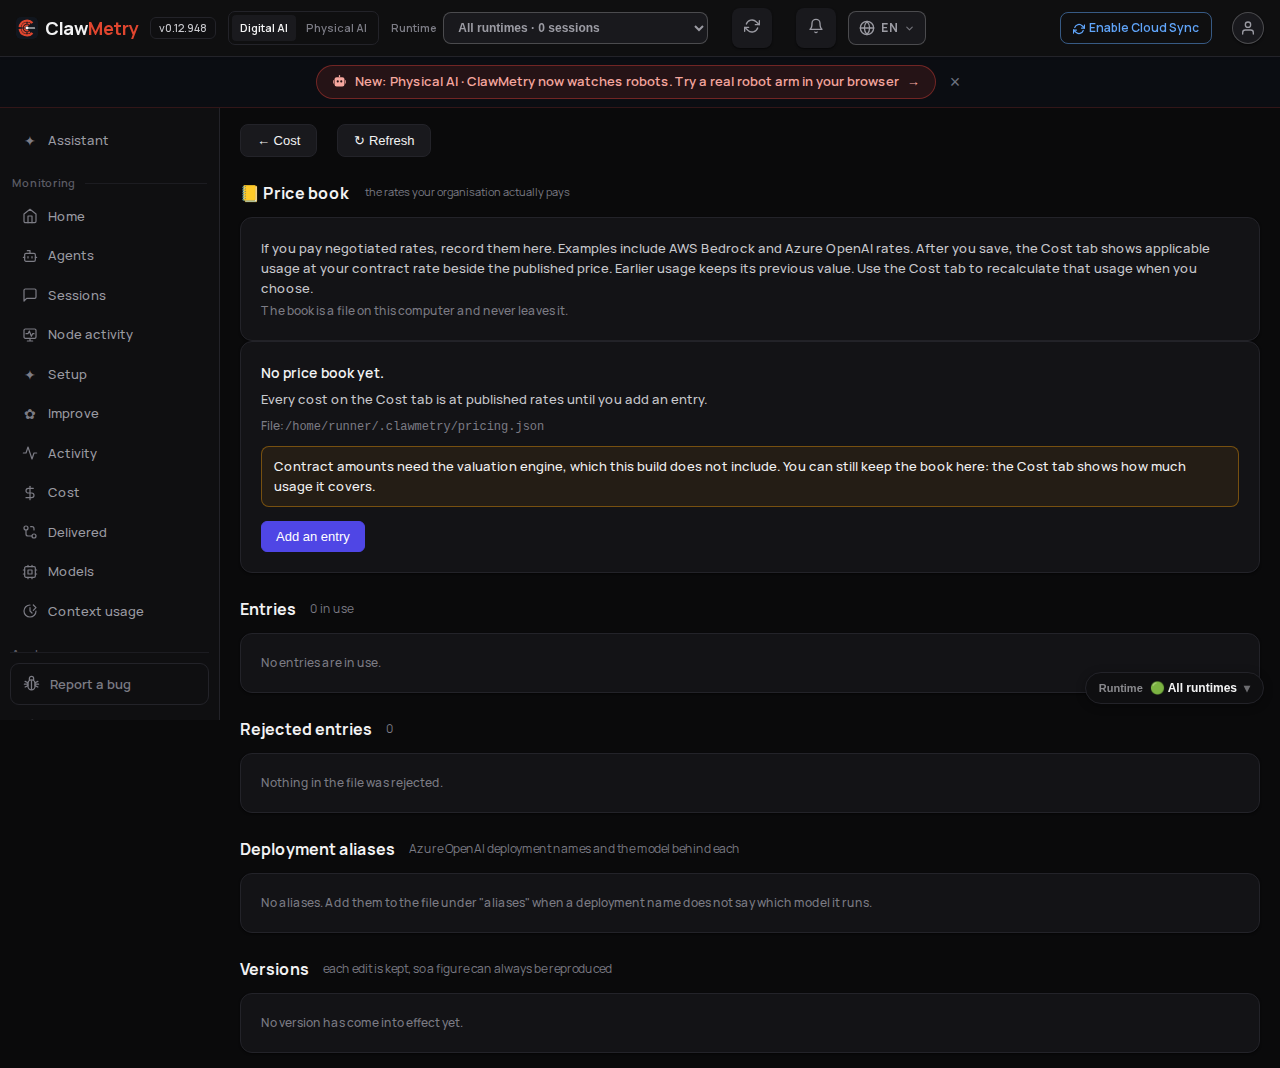 ClawMetry
v0.12.948
Digital AI
Physical AI
Runtime
All runtimes · 0 sessions
EN
Enable Cloud Sync
New: Physical AI · ClawMetry now watches robots. Try a real robot arm in your browser →
×
Assistant
Monitoring
Home
Agents
Sessions
Node activity
Setup
Improve
Activity
Cost
Delivered
Models
Context usage
Report a bug
← Cost
↻ Refresh
Price book
the rates your organisation actually pays
If you pay negotiated rates, record them here. Examples include AWS Bedrock and Azure OpenAI rates. After you save, the Cost tab shows applicable
usage at your contract rate beside the published price. Earlier usage keeps its previous value. Use the Cost tab to recalculate that usage when you
choose.
The book is a file on this computer and never leaves it.
No price book yet.
Every cost on the Cost tab is at published rates until you add an entry.
File: /home/runner/.clawmetry/pricing.json
Contract amounts need the valuation engine, which this build does not include. You can still keep the book here: the Cost tab shows how much
usage it covers.
Add an entry
Entries
0 in use
No entries are in use.
Runtime
All runtimes ▾
Rejected entries
0
Nothing in the file was rejected.
Deployment aliases
Azure OpenAI deployment names and the model behind each
No aliases. Add them to the file under "aliases" when a deployment name does not say which model it runs.
Versions
each edit is kept, so a figure can always be reproduced
No version has come into effect yet.